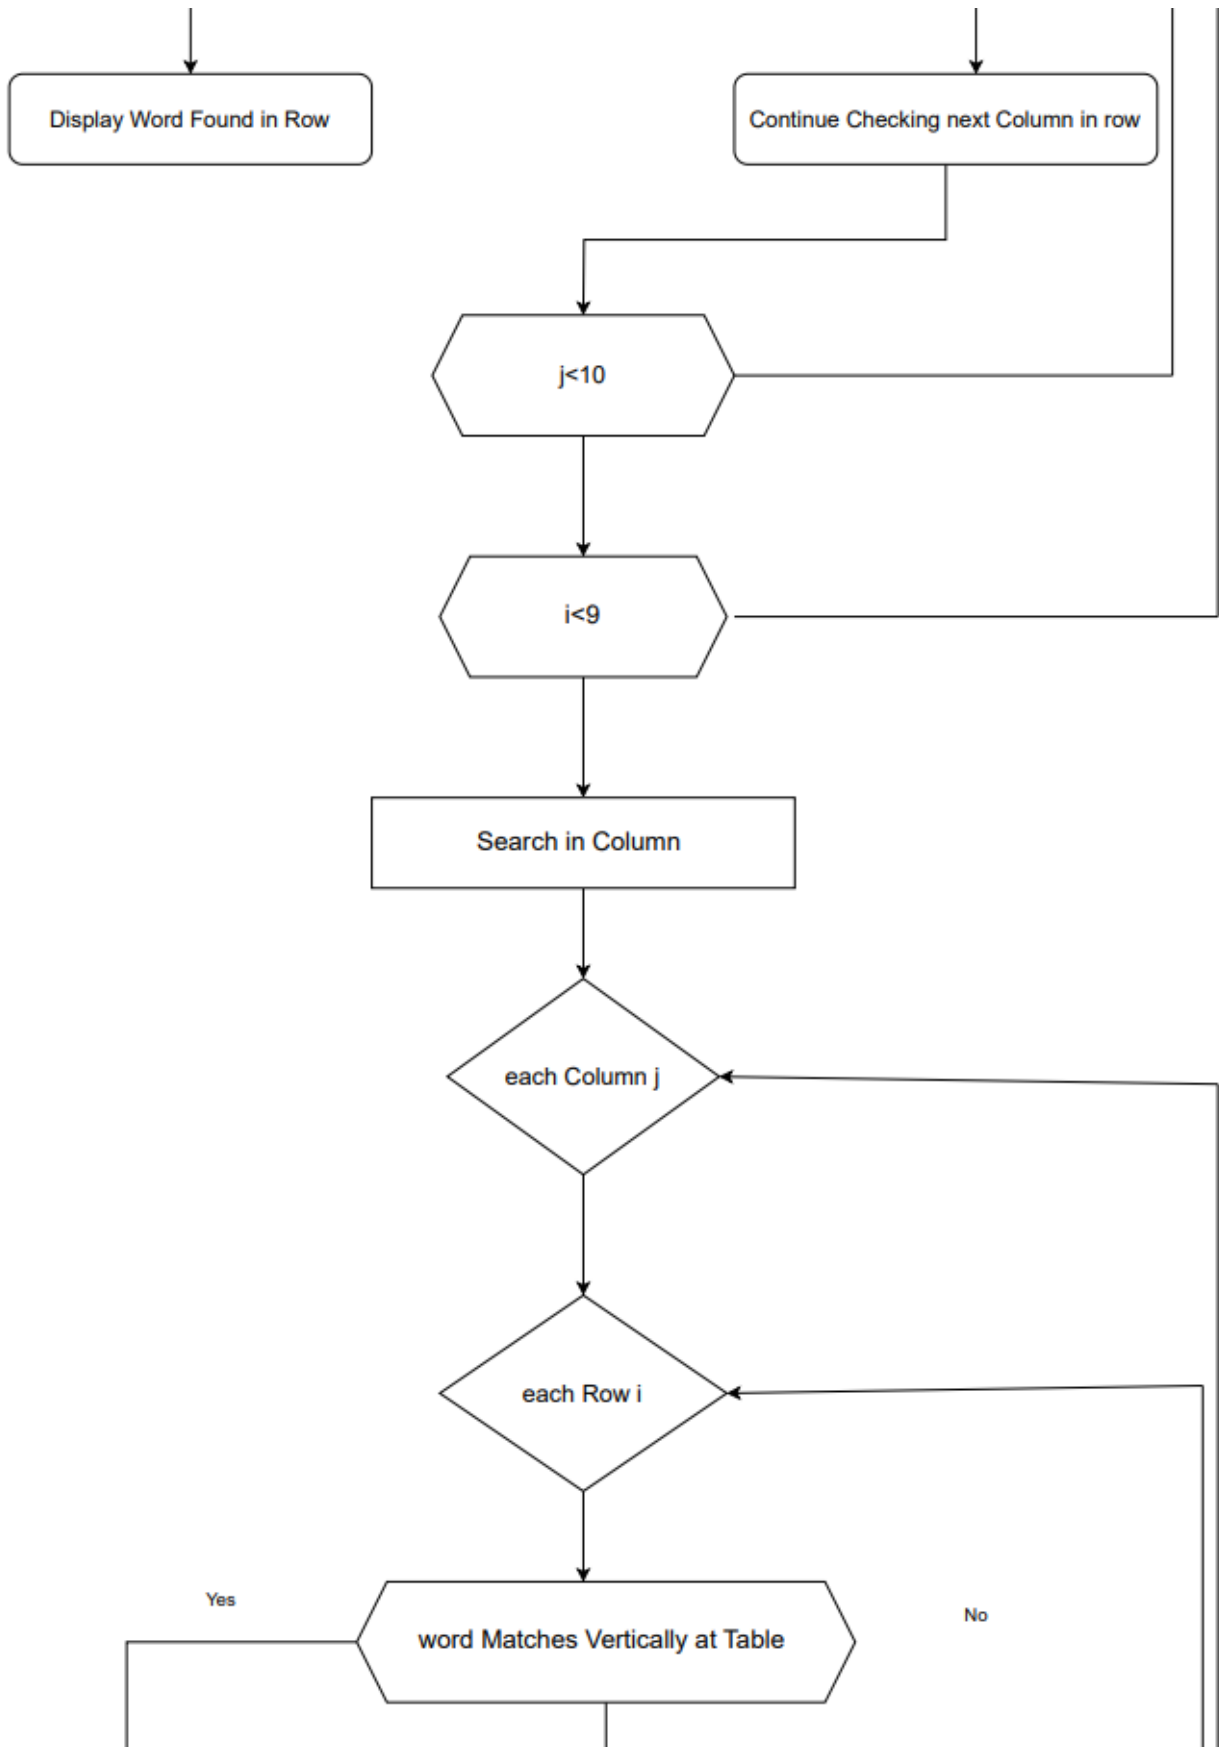 Display Word Found in Row
Continue Checking next Column in row
j<10
i<9
Search in Column
each Column j
each Row i
Yes
No
word Matches Vertically at Table